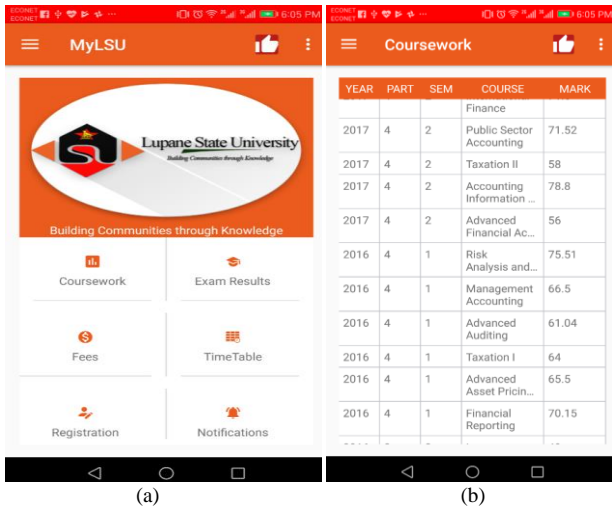 ECONET
ECONET
6:05 PM
MyLSU
Lupane State University
Building Communities through Knowledge
Building Communities through Knowledge
Coursework Exam Results
Fees TimeTable
Registration Notifications
(a)
ECONET
ECONET
6:05 PM
Coursework
YEAR PART SEM COURSE MARK
Finance
2017 4 2 Public Sector 71.52
Accounting
2017 4 2 Taxation II 58
2017 4 2 Accounting 78.8
Information ...
2017 4 2 Advanced 56
Financial Ac...
2016 4 1 Risk 75.51
Analysis and...
2016 4 1 Management 66.5
Accounting
2016 4 1 Advanced 61.04
Auditing
2016 4 1 Taxation I 64
2016 4 1 Advanced 65.5
Asset Pricin...
2016 4 1 Financial 70.15
Reporting
(b)